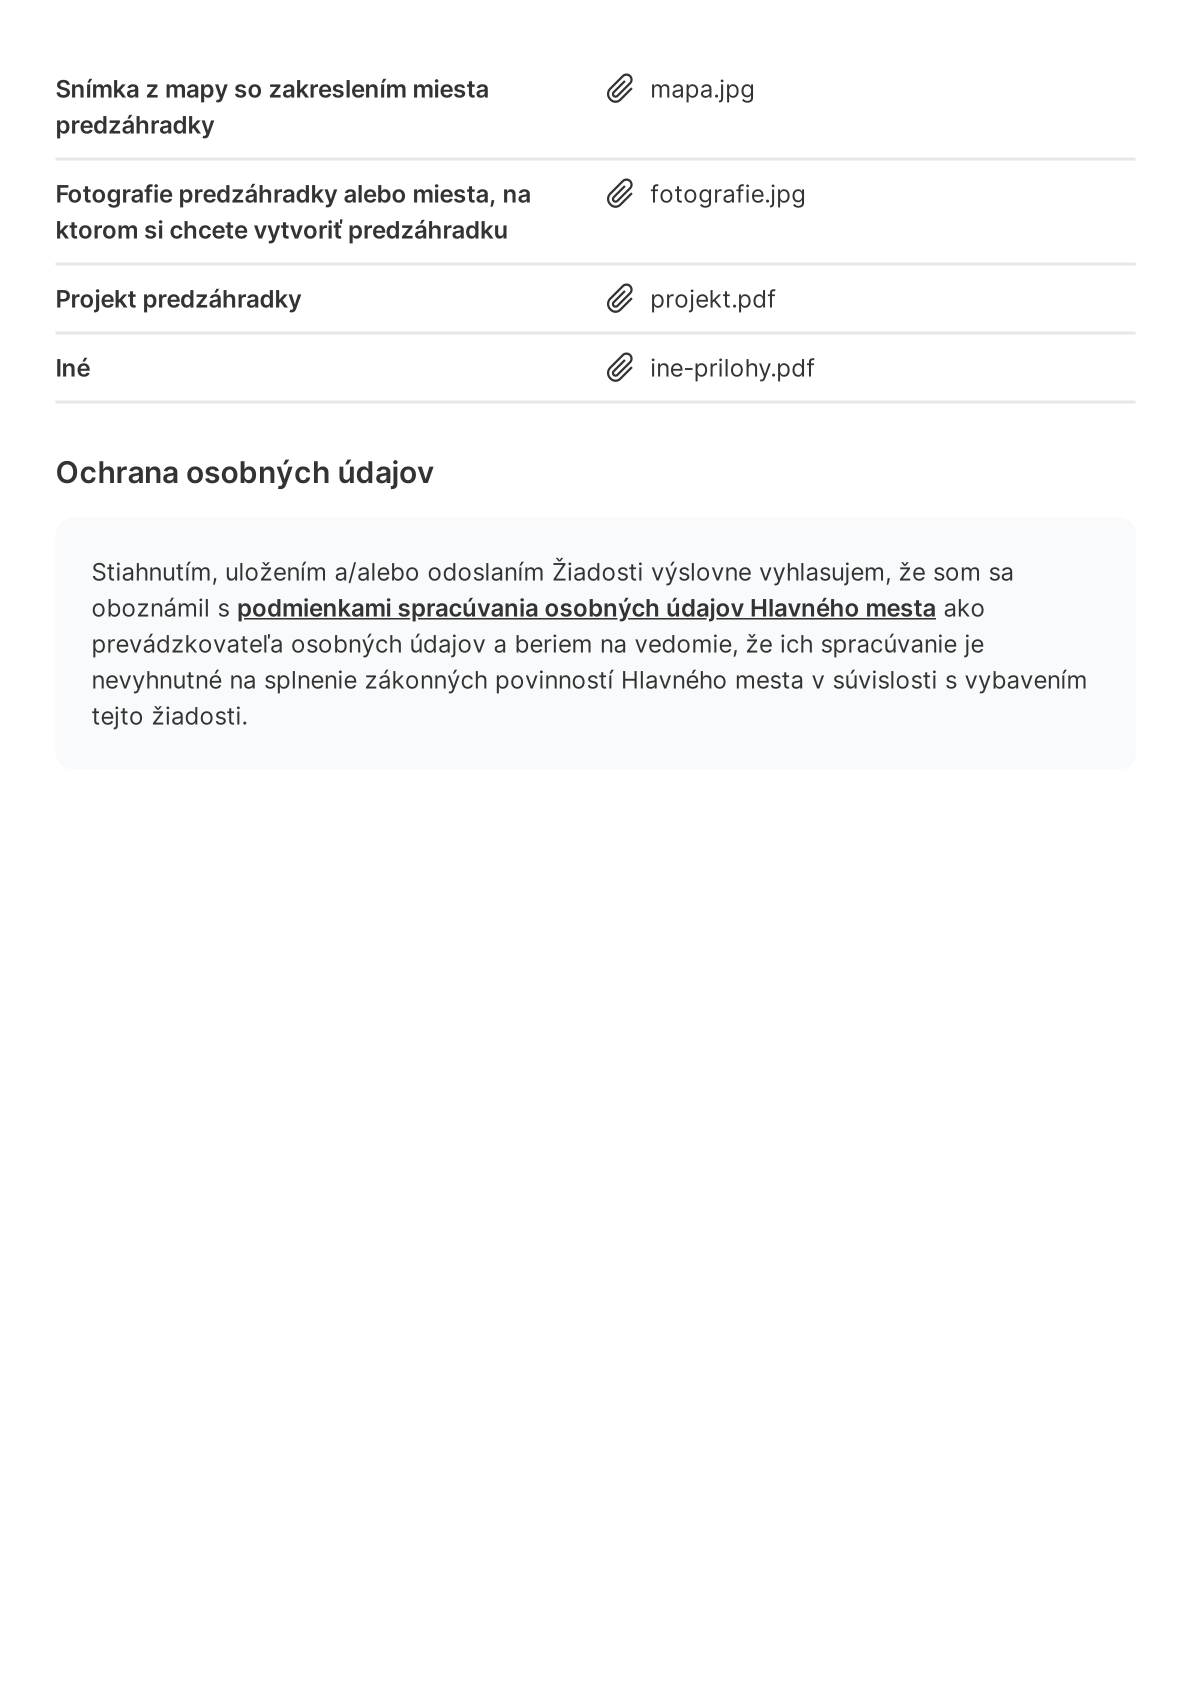 Snímka z mapy so zakreslením miesta
predzáhradky
mapa.jpg
Fotografie predzáhradky alebo miesta, na
ktorom si chcete vytvoriť predzáhradku
fotografie.jpg
Projekt predzáhradky
projekt.pdf
Iné
ine-prilohy.pdf
Ochrana osobných údajov
Stiahnutím, uložením a/alebo odoslaním Žiadosti výslovne vyhlasujem, že som sa
oboznámil s podmienkami spracúvania osobných údajov Hlavného mesta ako
prevádzkovateľa osobných údajov a beriem na vedomie, že ich spracúvanie je
nevyhnutné na splnenie zákonných povinností Hlavného mesta v súvislosti s vybavením
tejto žiadosti.